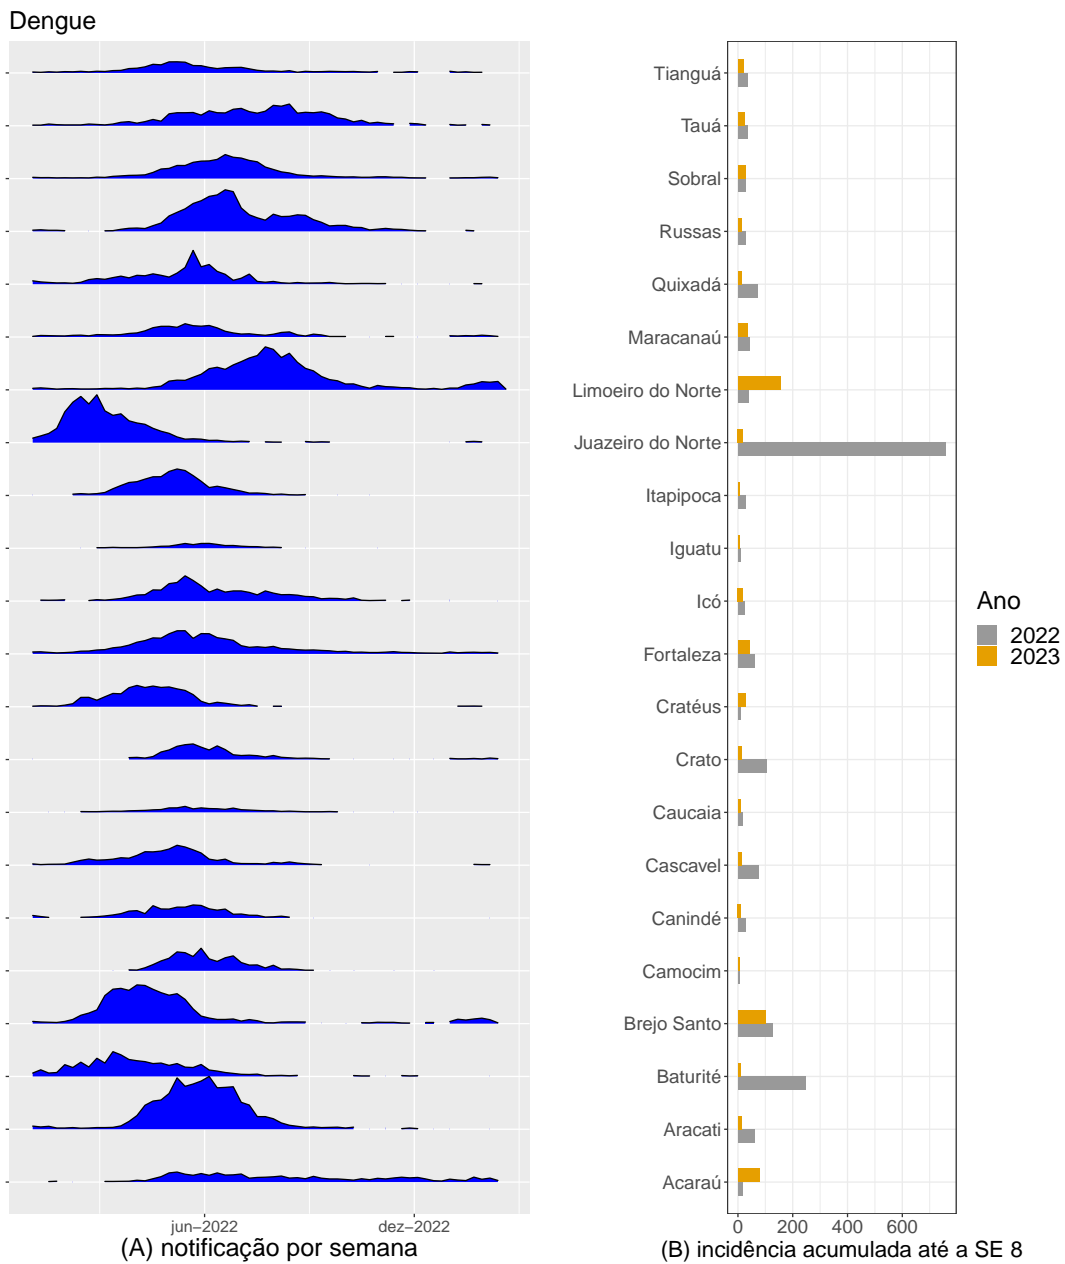 Dengue
Tianguá
Tauá
Sobral
Russas
Quixadá
Maracanaú
Limoeiro do Norte
Juazeiro do Norte
Itapipoca
Iguatu
Icó
Fortaleza
Cratéus
Crato
Caucaia
Cascavel
Canindé
Camocim
Brejo Santo
Baturité
Aracati
Acaraú
Ano
2022
2023
jun−2022
dez−2022
(A) notificação por semana
0
200
400
600
(B) incidência acumulada até a SE 8